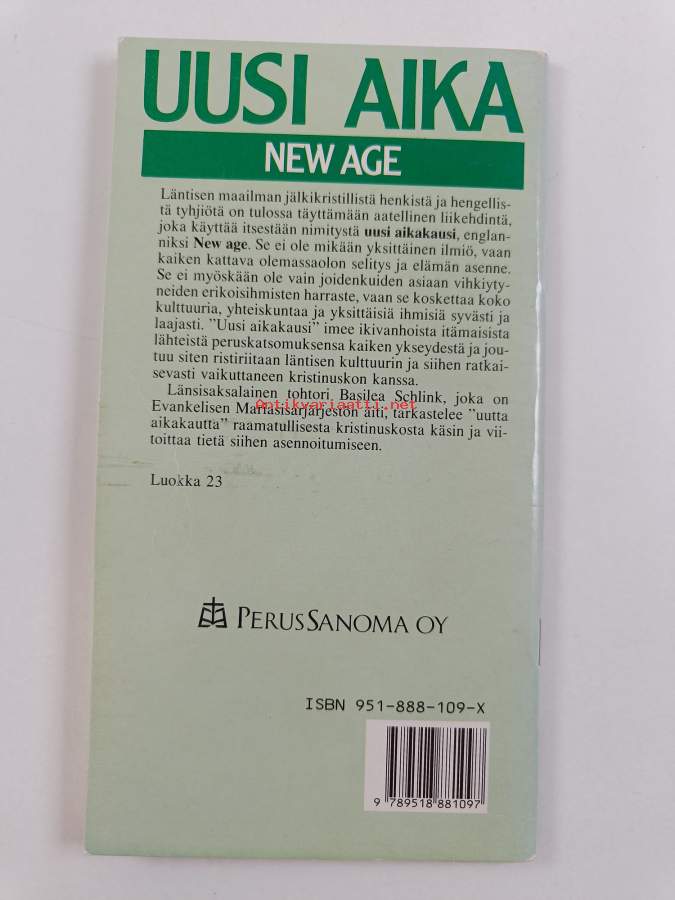 UUSI AIKA
NEW AGE
Läntisen maailman jälkikristillistä henkistä ja hengellis-
tä tyhjiötä on tulossa täyttämään aatellinen liikehdintä,
joka käyttää itsestään nimitystä uusi aikakausi, englan-
niksi New age. Se ei ole mikään yksittäinen ilmiö, vaan
kaiken kattava olemassaolon selitys ja elämän asenne.
Se ei myöskään ole vain joidenkuiden asiaan vihkiyty-
neiden erikoisihmisten harraste, vaan se koskettaa koko
kulttuuria, yhteiskuntaa ja yksittäisiä ihmisiä syvästi ja
laajasti. "Uusi aikakausi" imee ikivanhoista itämaisista
lähteistä peruskatsomuksensa kaiken ykseydestä ja jou-
tuu siten ristiriitaan läntisen kulttuurin ja siihen ratkai-
sevasti vaikuttaneen kristinuskon kanssa.
Länsisaksalainen tohtori Basilea Schlink, joka on
Antikvariaatti.net
Evankelisen Mariasisarjärjestön äiti, tarkastelee "uutta
aikakautta" raamatullisesta kristinuskosta käsin ja vii-
toittaa tietä siihen asennoitumiseen.
Luokka 23
PERUSSANOMA OY
ISBN 951-888-109-X
9 789518 881097